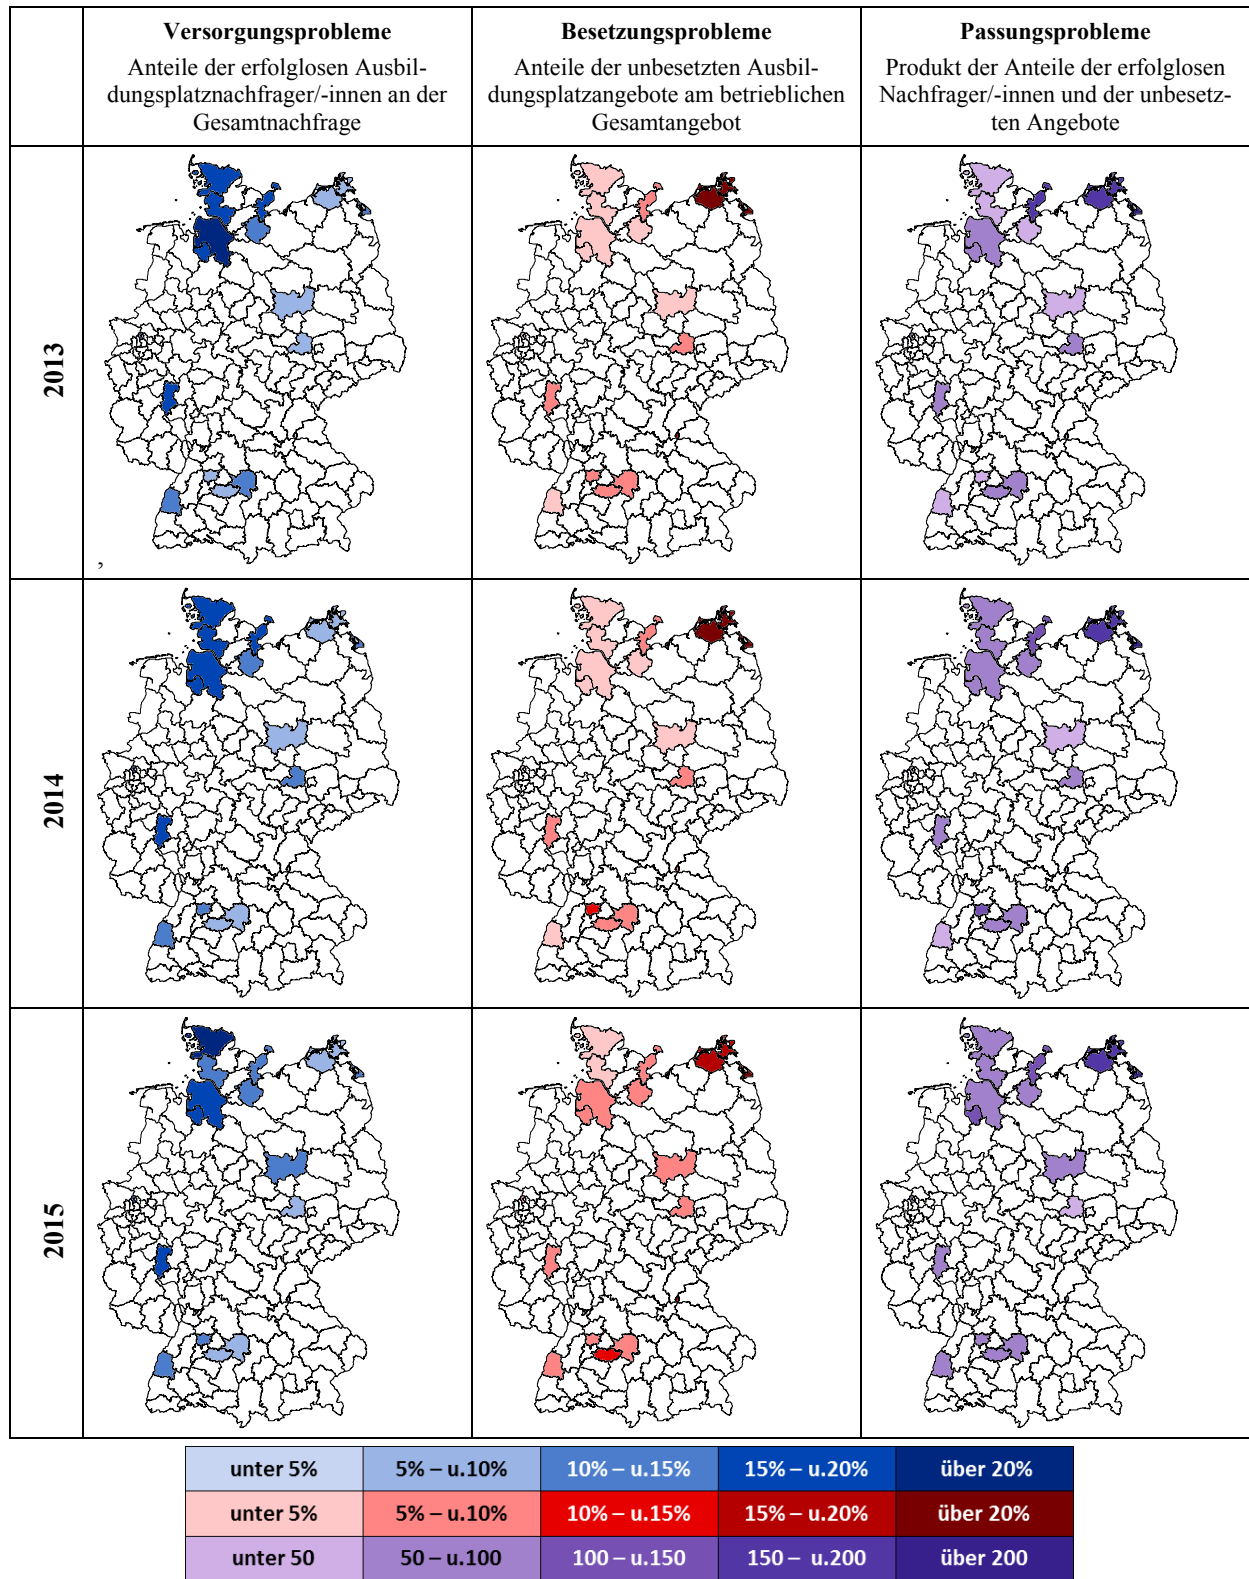 Versorgungsprobleme
Anteile der erfolglosen Ausbil-
dungsplatznachfrager/-innen an der
Gesamtnachfrage
Besetzungsprobleme
Anteile der unbesetzten Ausbil-
dungsplatzangebote am betrieblichen
Gesamtangebot
Passungsprobleme
Produkt der Anteile der erfolglosen
Nachfrager/-innen und der unbesetz-
ten Angebote
2013
,
2014
2015
unter 5% 5% – u.10% 10% – u.15% 15% – u.20% über 20%
unter 5% 5% – u.10% 10% – u.15% 15% – u.20% über 20%
unter 50 50 – u.100 100 - u.150 150 – u.200 über 200